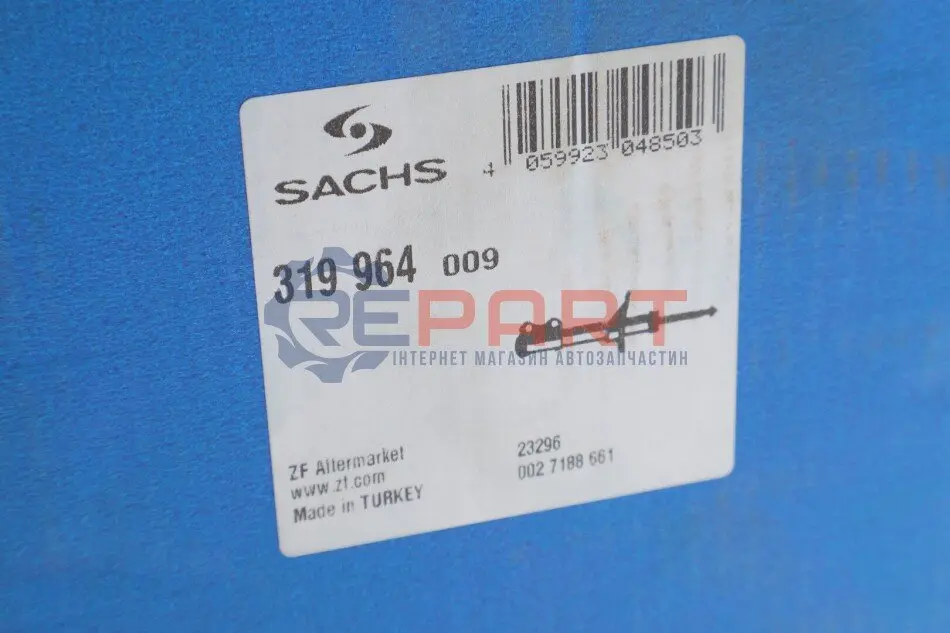 SACHS
4 059923 048503
319 964 009
REPART
ІНТЕРНЕТ МАГАЗИН АВТОЗАПЧАСТИН
ZF Aftermarket
www.zf.com
Made in TURKEY
23296
002 7188 661